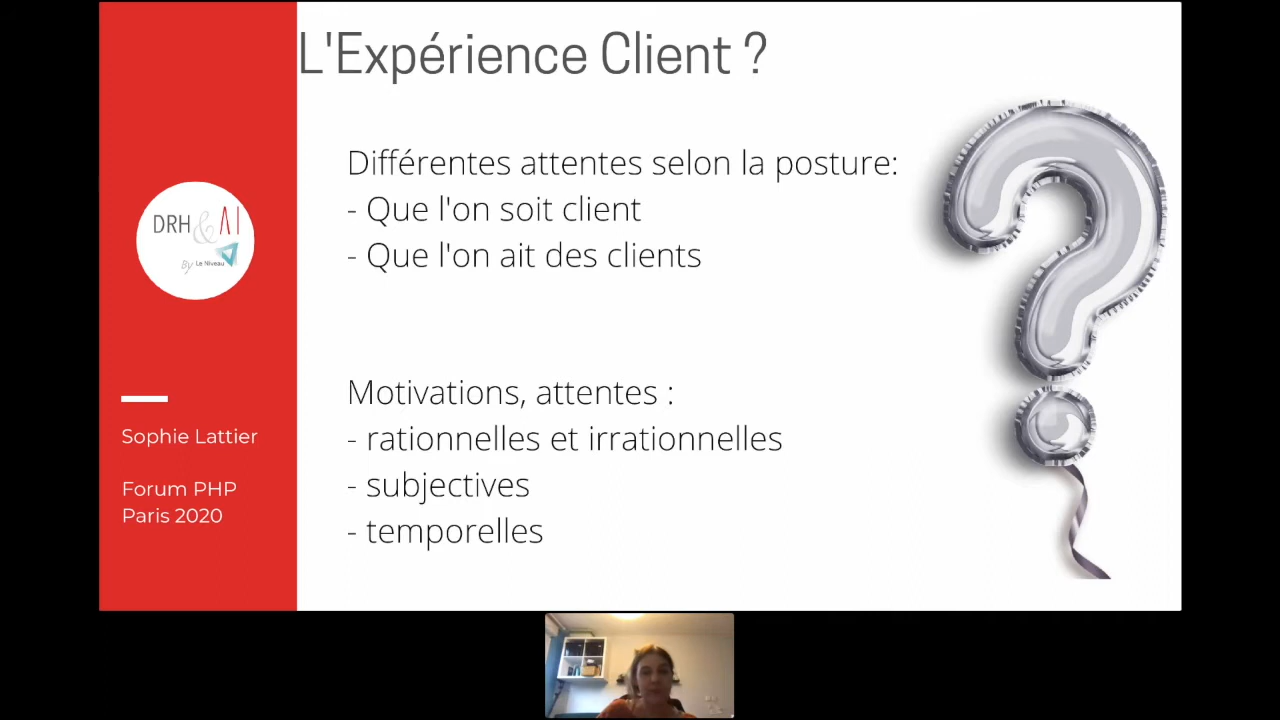 L'Expérience Client ?
Différentes attentes selon la posture:
- Que l'on soit client
- Que l'on ait des clients
Motivations, attentes :
- rationnelles et irrationnelles
- subjectives
- temporelles
DRH & AI
By Le Niveau
Sophie Lattier
Forum PHP
Paris 2020